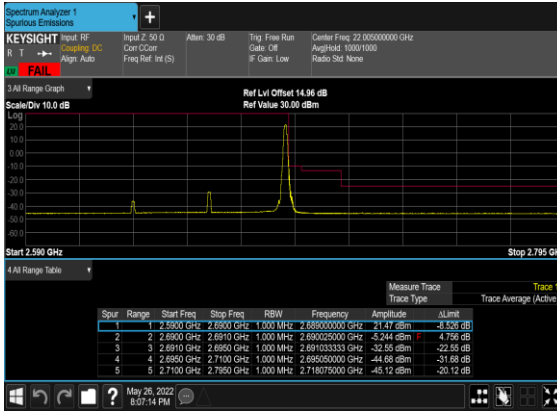 Spectrum Analyzer 1
Spurious Emissions
KEYSIGHT Input: RF Input Z: 50 Ω Atten: 30 dB Trig: Free Run Center Freq: 22.005000000 GHz
R T Coupling: DC Corr CCorr Gate: Off Avg|Hold: 1000/1000
Align: Auto Freq Ref: Int (S) IF Gain: Low Radio Std: None
FAIL
3 All Range Graph
Ref Lvl Offset 14.96 dB
Scale/Div 10.0 dB Ref Value 30.00 dBm
Log
20.0
10.0
0.00
-10.0
-20.0
-30.0
-40.0
-50.0
-60.0
Start 2.590 GHz Stop 2.795 GH
4 All Range Table
Measure Trace Trace 1
Trace Type Trace Average (Active
Spur Range Start Freq Stop Freq RBW Frequency Amplitude ΔLimit
1 1 2.5900 GHz 2.6900 GHz 1.000 MHz 2.689000000 GHz 21.47 dBm -8.526 dB
2 2 2.6900 GHz 2.6910 GHz 1.000 MHz 2.690025000 GHz -5.244 dBm F 4.756 dB
3 3 2.6910 GHz 2.6950 GHz 1.000 MHz 2.691033333 GHz -32.55 dBm -22.55 dB
4 4 2.6950 GHz 2.7100 GHz 1.000 MHz 2.695050000 GHz -44.68 dBm -31.68 dB
5 5 2.7100 GHz 2.7950 GHz 1.000 MHz 2.718075000 GHz -45.12 dBm -20.12 dB
? May 26, 2022
8:07:14 PM